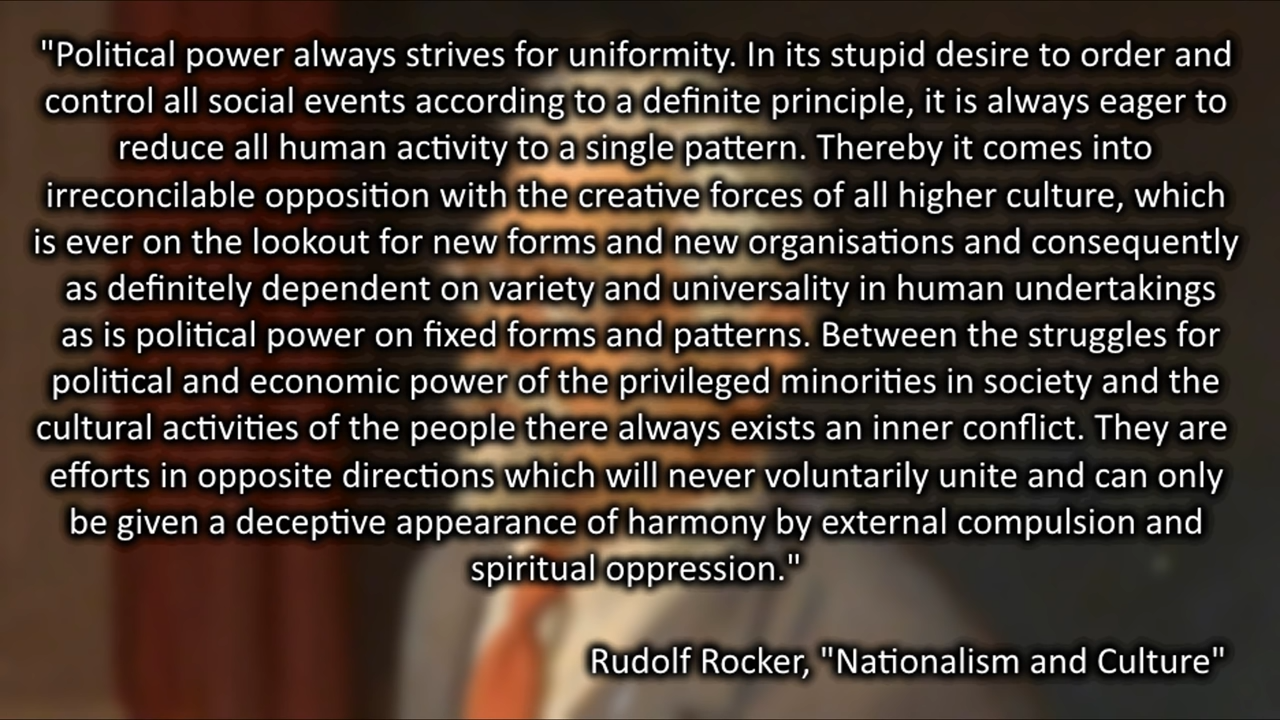 "Political power always strives for uniformity. In its stupid desire to order and
control all social events according to a definite principle, it is always eager to
reduce all human activity to a single pattern. Thereby it comes into
irreconcilable opposition with the creative forces of all higher culture, which
is ever on the lookout for new forms and new organisations and consequently
as definitely dependent on variety and universality in human undertakings
as is political power on fixed forms and patterns. Between the struggles for
political and economic power of the privileged minorities in society and the
cultural activities of the people there always exists an inner conflict. They are
efforts in opposite directions which will never voluntarily unite and can only
be given a deceptive appearance of harmony by external compulsion and
spiritual oppression."
Rudolf Rocker, "Nationalism and Culture"